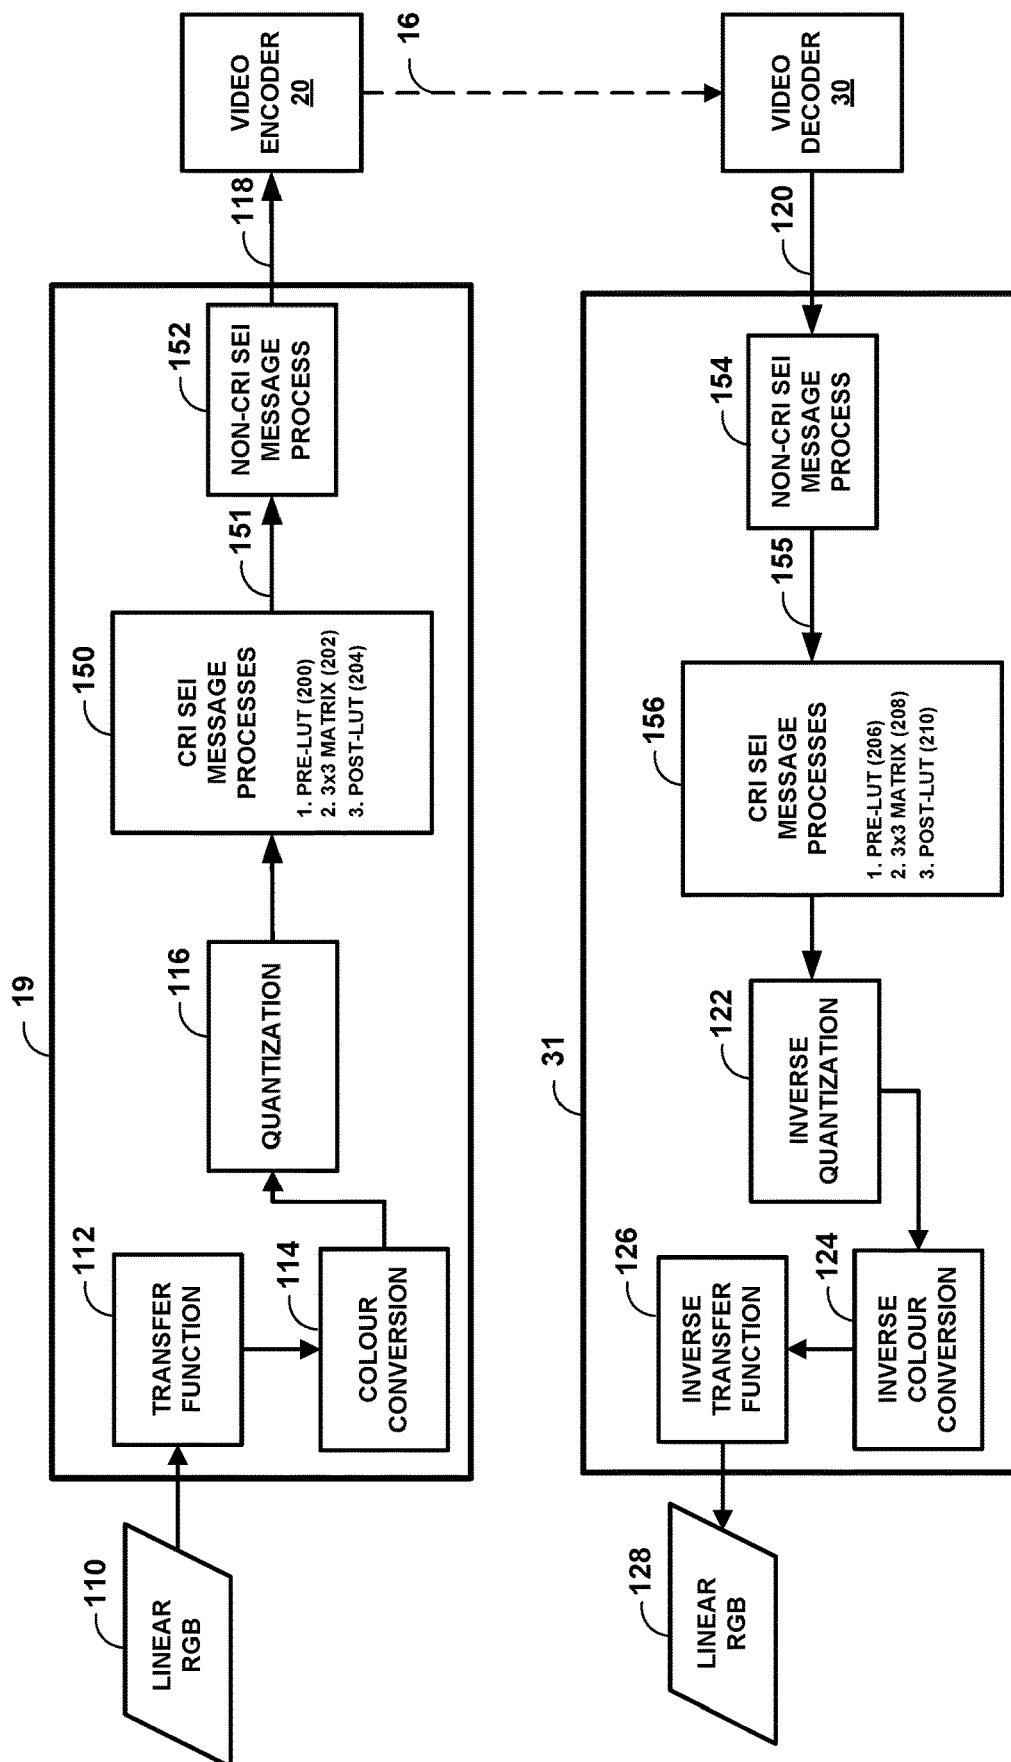 110
LINEAR
RGB
19
112
TRANSFER
FUNCTION
114
COLOUR
CONVERSION
116
QUANTIZATION
150
CRI SEI
MESSAGE
PROCESSES
1. PRE-LUT (200)
2. 3x3 MATRIX (202)
3. POST-LUT (204)
151
152
NON-CRI SEI
MESSAGE
PROCESS
118
VIDEO
ENCODER
20
16
VIDEO
DECODER
30
120
154
NON-CRI SEI
MESSAGE
PROCESS
155
156
CRI SEI
MESSAGE
PROCESSES
1. PRE-LUT (206)
2. 3x3 MATRIX (208)
3. POST-LUT (210)
31
122
INVERSE
QUANTIZATION
124
INVERSE
COLOUR
CONVERSION
126
INVERSE
TRANSFER
FUNCTION
128
LINEAR
RGB